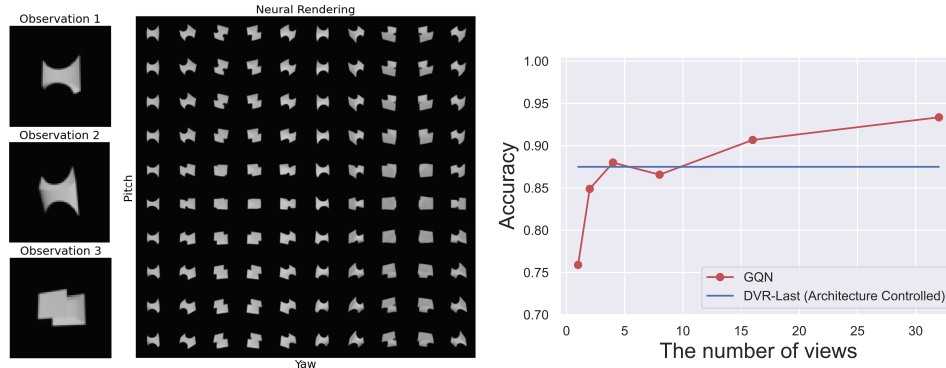 Observation 1
Observation 2
Observation 3
Neural Rendering
Pitch
Yaw
1.00
0.95
0.90
0.85
0.80
0.75
0.70
Accuracy
GQN
DVR-Last (Architecture Controlled)
0 5 10 15 20 25 30
The number of views